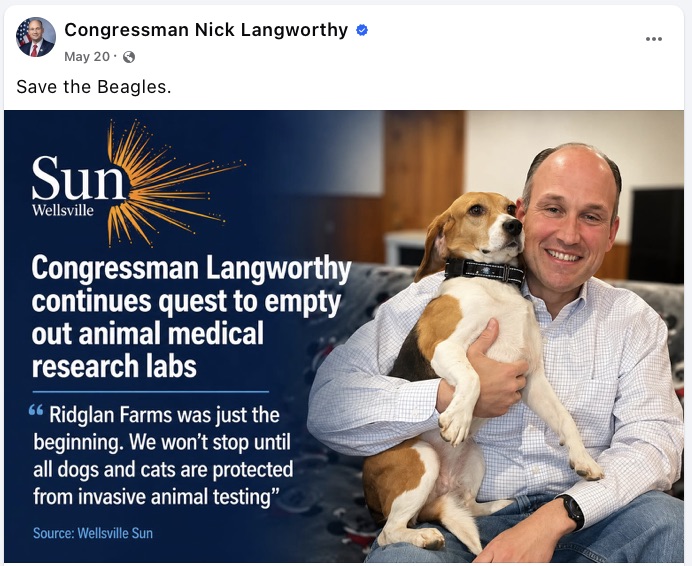 Congressman Nick Langworthy
May 20 ·
Save the Beagles.
Sun
Wellsville
Congressman Langworthy
continues quest to empty
out animal medical
research labs
“ Ridglan Farms was just the
beginning. We won’t stop until
all dogs and cats are protected
from invasive animal testing”
Source: Wellsville Sun